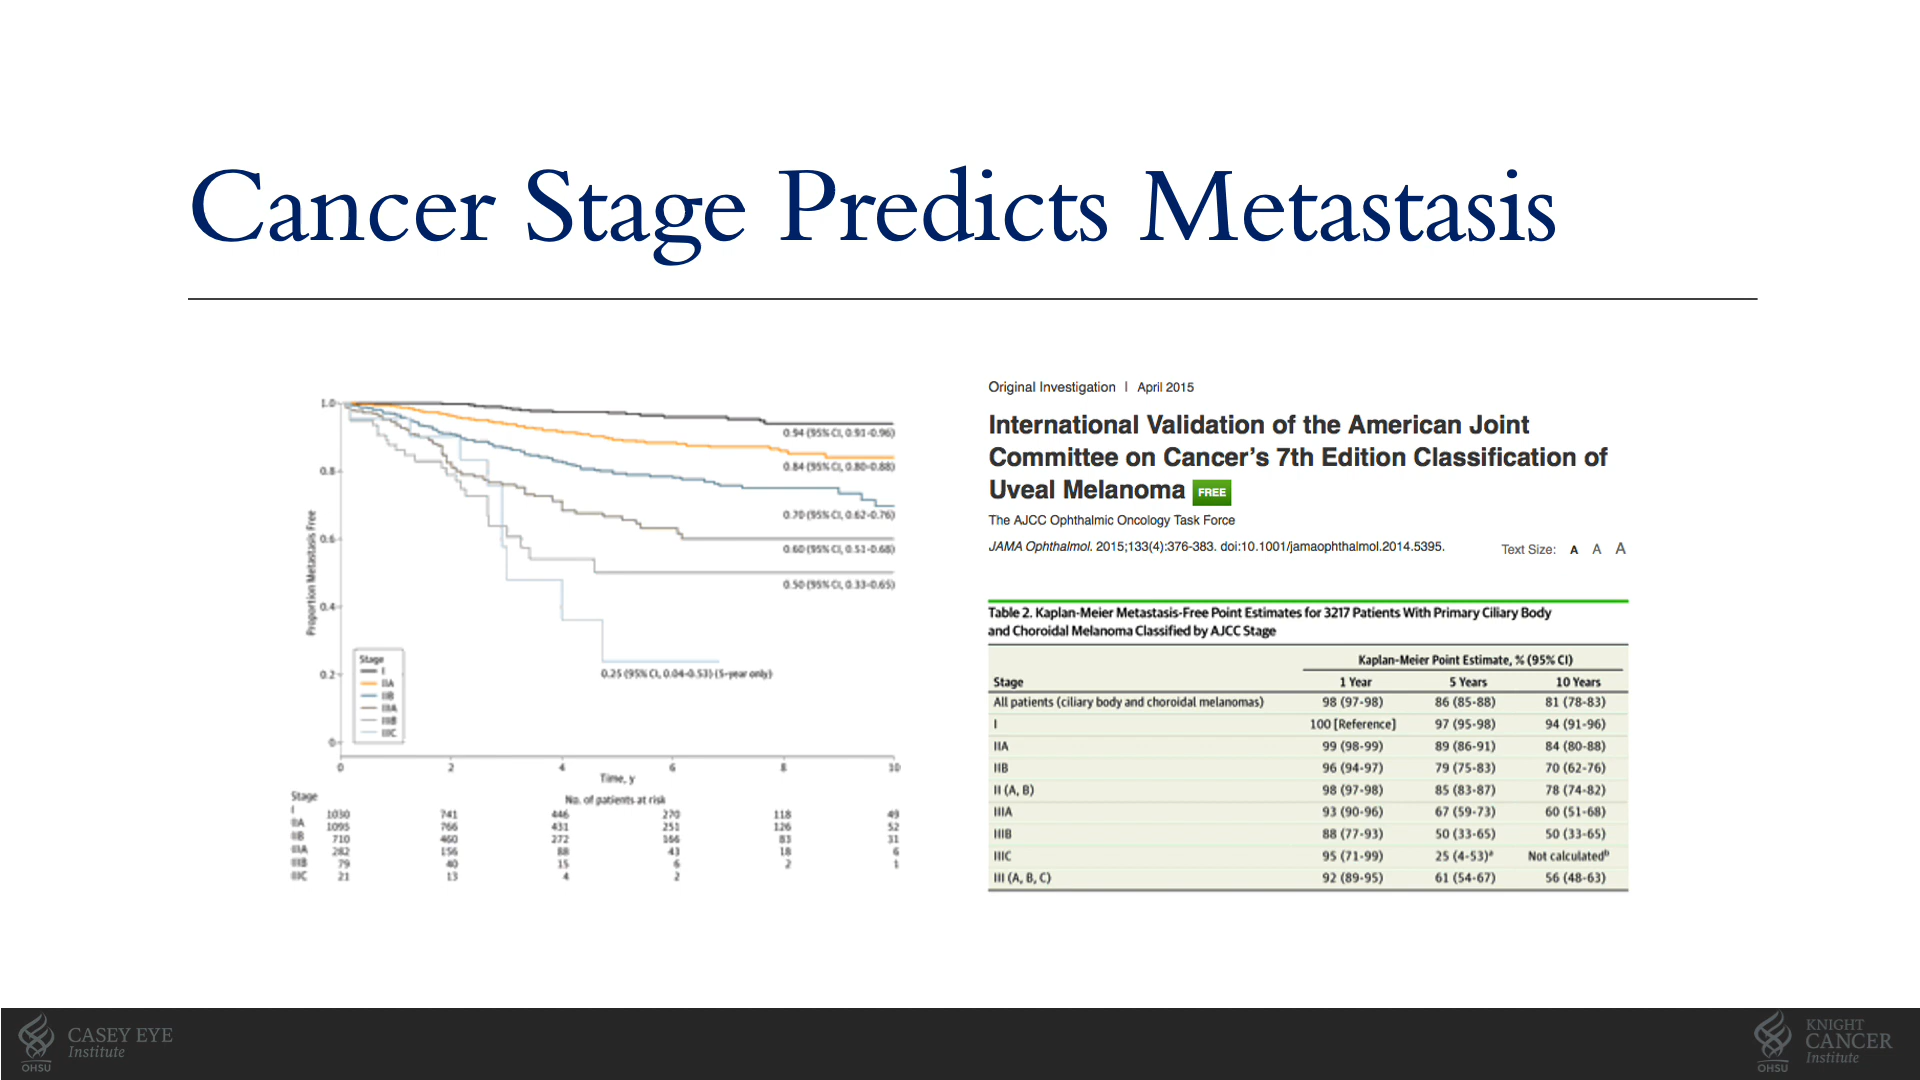 Cancer Stage Predicts Metastasis
1.0
0.94 (95% CI, 0.91-0.96)
0.84 (95% CI, 0.80-0.88)
0.8
0.70 (95% CI, 0.62-0.76)
0.6
0.60 (95% CI, 0.51-0.68)
0.50 (95% CI, 0.33-0.65)
Proportion Metastasis Free
0.4
0.2
0.25 (95% CI, 0.04-0.53) (5-year only)
0
Stage
I
IIA
IIB
IIIA
IIIB
IIIC
0 2 4 6 8 10
Time, y
Stage No. of patients at risk
I 1030 741 446 270 118 49
IIA 1095 766 431 251 126 52
IIB 710 460 272 166 83 31
IIIA 282 156 88 43 18 6
IIIB 79 40 15 6 2 1
IIIC 21 13 4 2
Original Investigation | April 2015
International Validation of the American Joint
Committee on Cancer’s 7th Edition Classification of
Uveal Melanoma FREE
The AJCC Ophthalmic Oncology Task Force
JAMA Ophthalmol. 2015;133(4):376-383. doi:10.1001/jamaophthalmol.2014.5395. Text Size: A A A
Table 2. Kaplan-Meier Metastasis-Free Point Estimates for 3217 Patients With Primary Ciliary Body
and Choroidal Melanoma Classified by AJCC Stage
Kaplan-Meier Point Estimate, % (95% CI)
Stage 1 Year 5 Years 10 Years
All patients (ciliary body and choroidal melanomas) 98 (97-98) 86 (85-88) 81 (78-83)
I 100 [Reference] 97 (95-98) 94 (91-96)
IIA 99 (98-99) 89 (86-91) 84 (80-88)
IIB 96 (94-97) 79 (75-83) 70 (62-76)
II (A, B) 98 (97-98) 85 (83-87) 78 (74-82)
IIIA 93 (90-96) 67 (59-73) 60 (51-68)
IIIB 88 (77-93) 50 (33-65) 50 (33-65)
IIIC 95 (71-99) 25 (4-53)ᵃ Not calculatedᵇ
III (A, B, C) 92 (89-95) 61 (54-67) 56 (48-63)
CASEY EYE
Institute
OHSU
KNIGHT
CANCER
Institute
OHSU